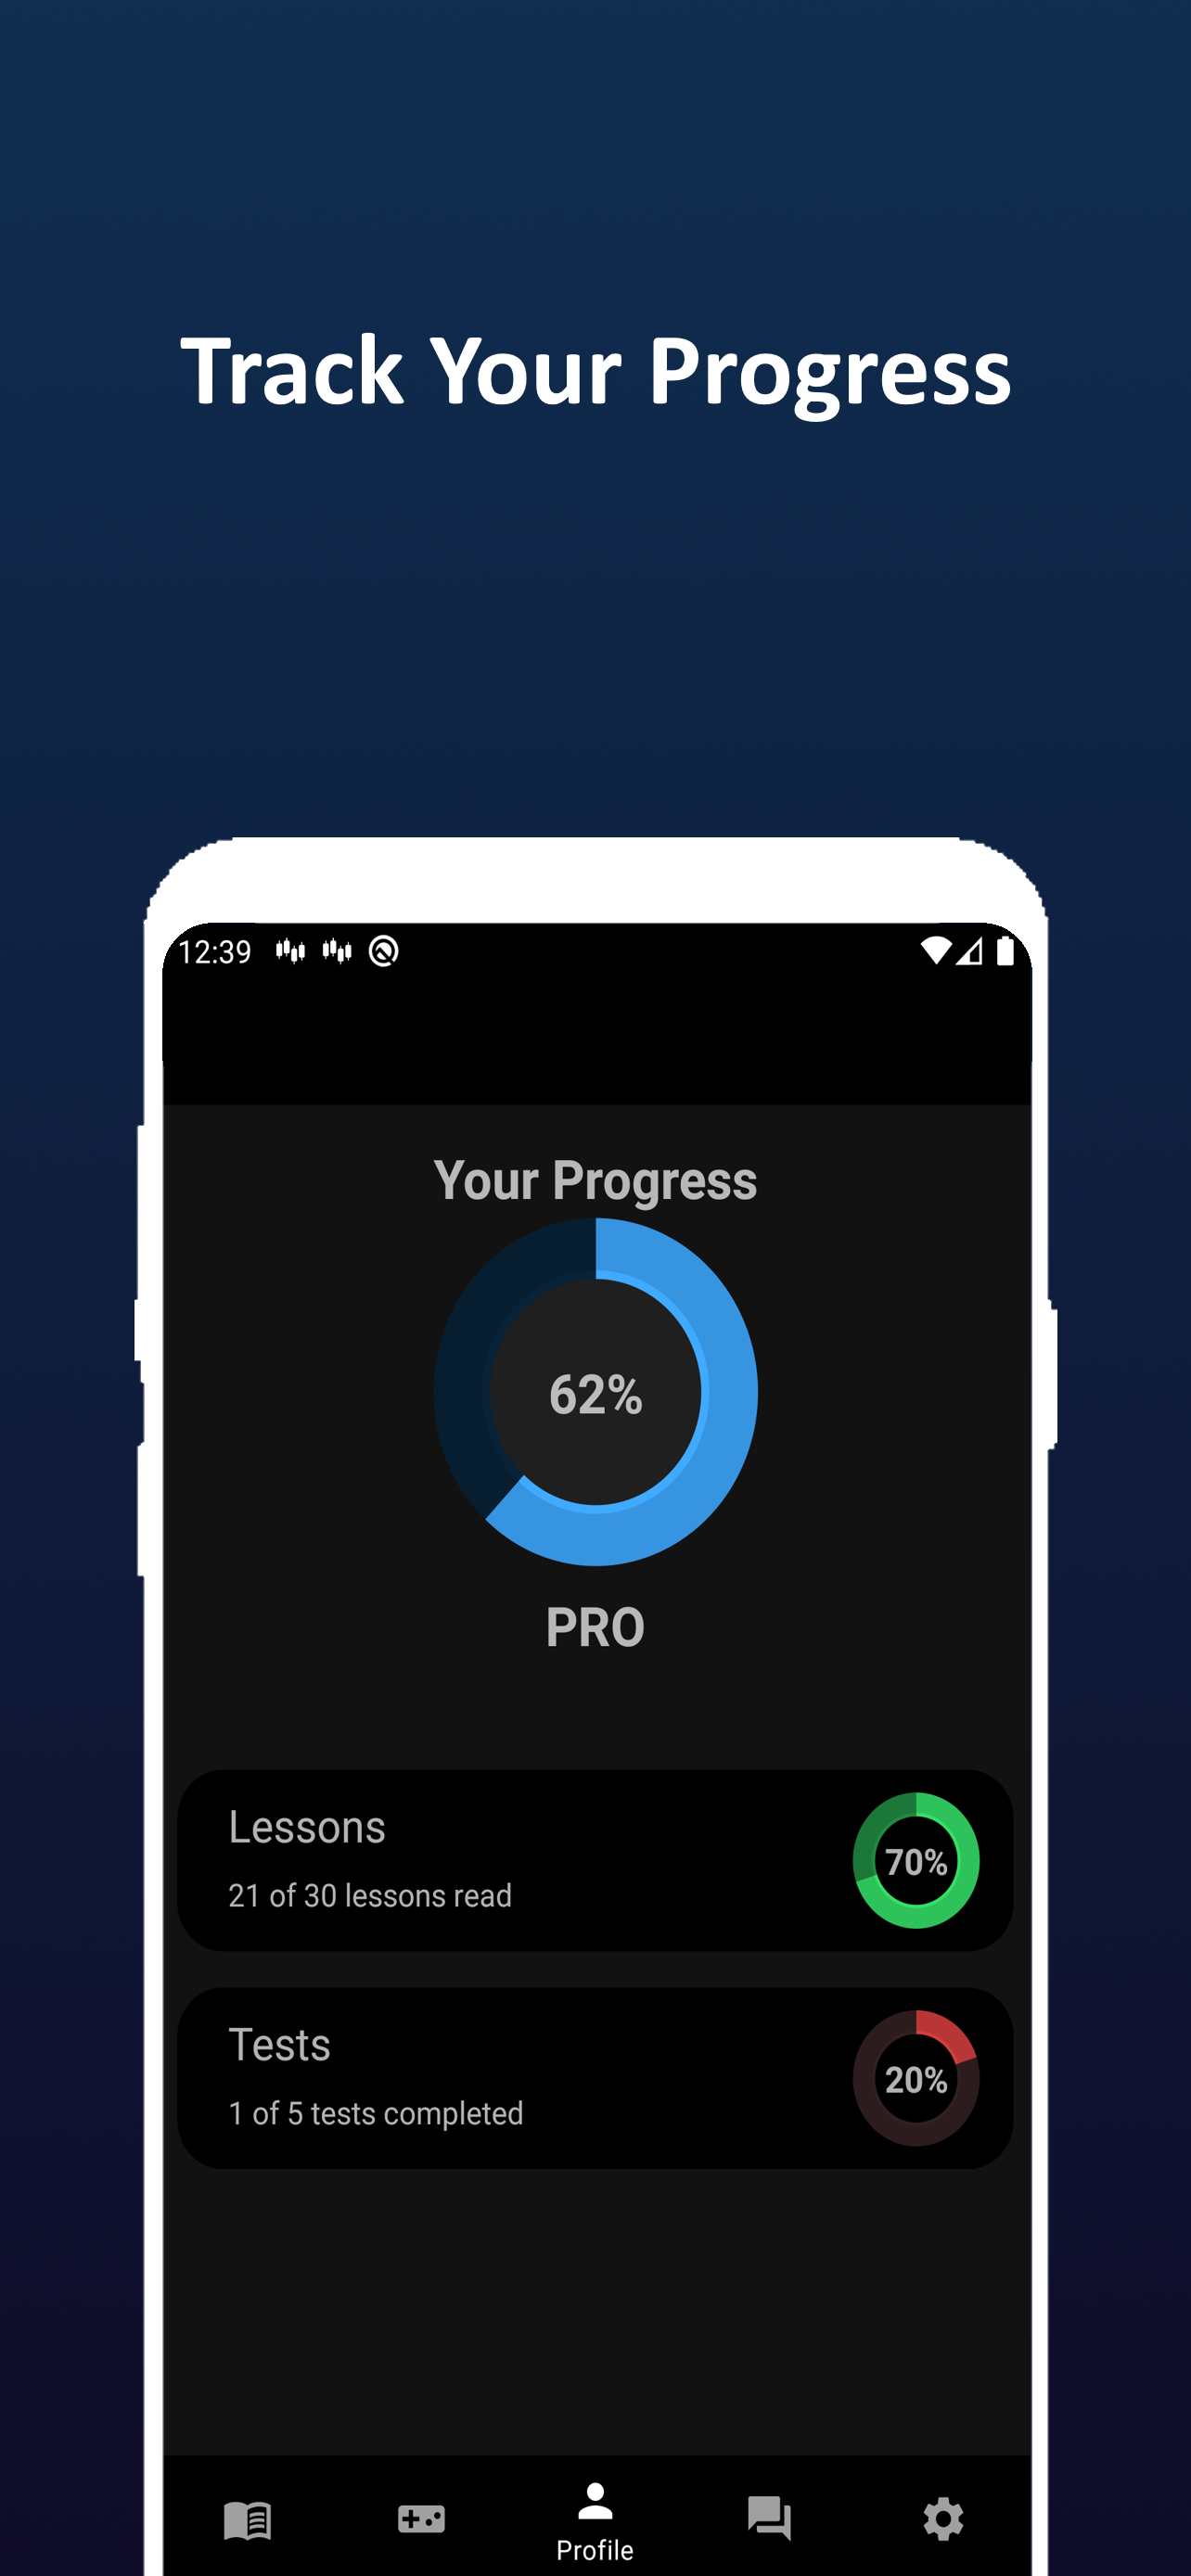 Track Your Progress
12:39
Your Progress
62%
PRO
Lessons
21 of 30 lessons read
70%
Tests
1 of 5 tests completed
20%
Profile